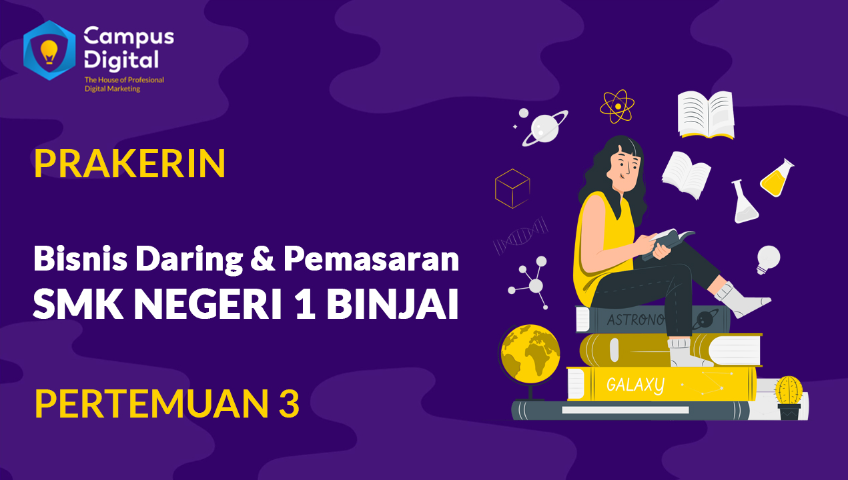 Campus
Digital
The House of Profesional
Digital Marketing
PRAKERIN
Bisnis Daring & Pemasaran
SMK NEGERI 1 BINJAI
PERTEMUAN 3
ASTRONO
GALAXY